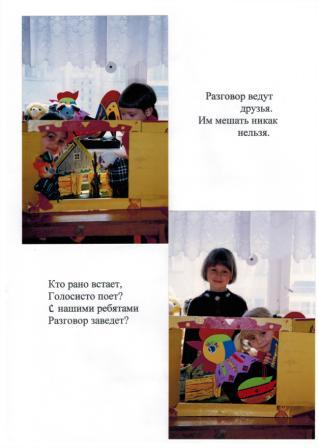 Разговор ведут
друзья.
Им мешать никак
нельзя.
Кто рано встает,
Голосисто поет?
С нашими ребятами
Разговор заведет?